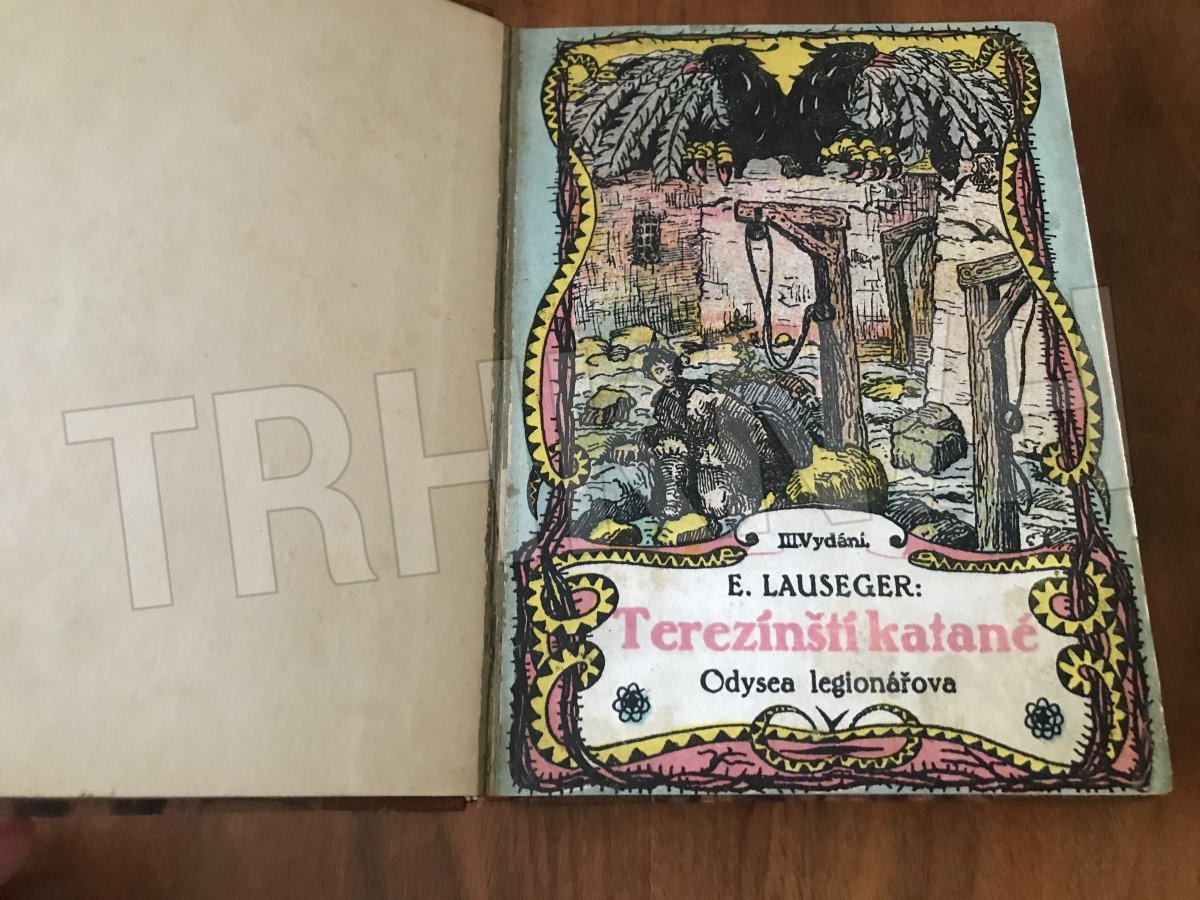 III. Vydání.
E. LAUSEGER:
Terezínští katané
Odysea legionářova